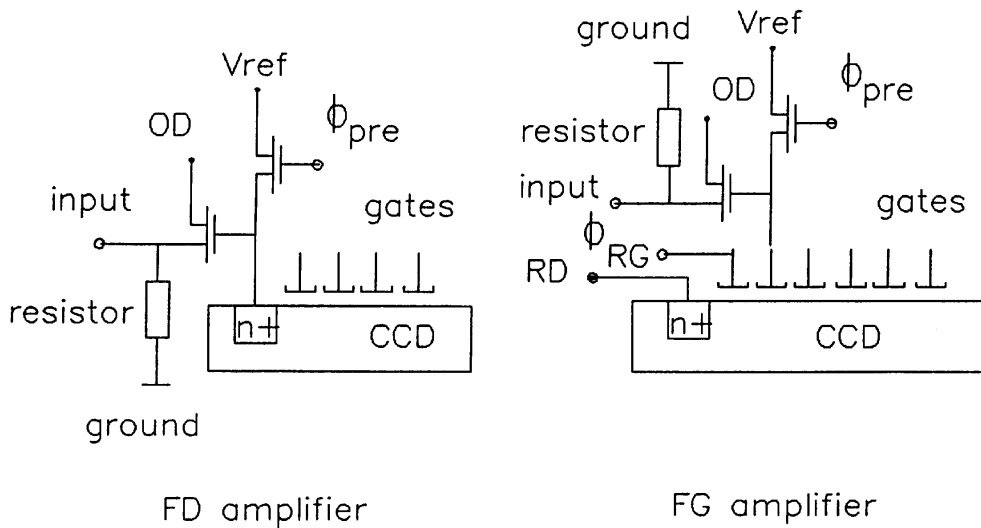 Vref
ϕpre
OD
input
gates
resistor
n+
CCD
ground
FD amplifier
ground
Vref
OD
ϕpre
resistor
input
gates
ϕ
RG
RD
n+
CCD
FG amplifier